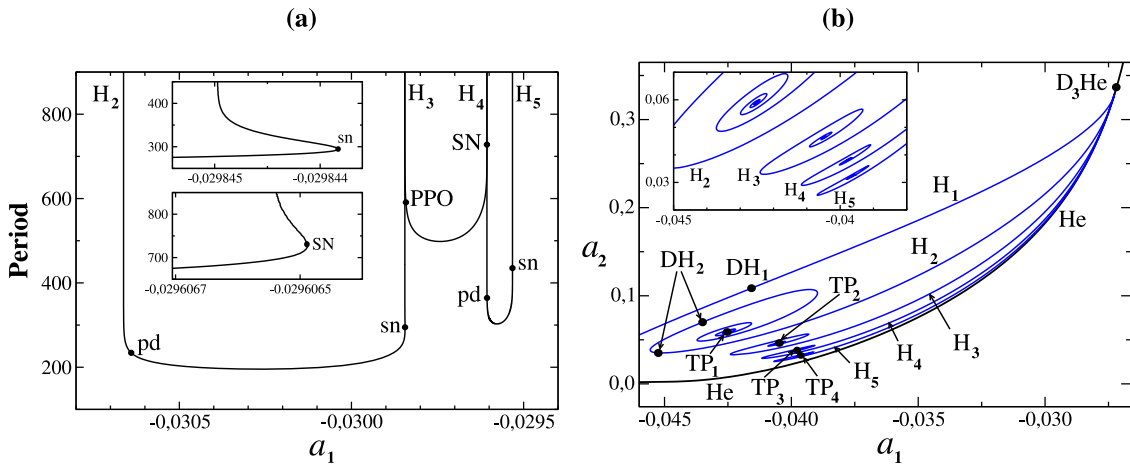 (a)
(b)
Period
800
600
400
200
H₂
H₃
H₄
H₅
SN
PPO
pd
sn
sn
pd
400
300
sn
-0,029845
-0,029844
800
700
SN
-0,0296067
-0,0296065
-0,0305
-0,0300
-0,0295
a₁
a₂
0,3
0,2
0,1
0,0
0.06
0.03
-0.045
-0.04
H₂
H₃
H₄
H₅
D₃He
H₁
He
H₂
DH₂
DH₁
TP₂
TP₁
TP₃
TP₄
H₃
H₄
H₅
He
-0,045
-0,040
-0,035
-0,030
a₁